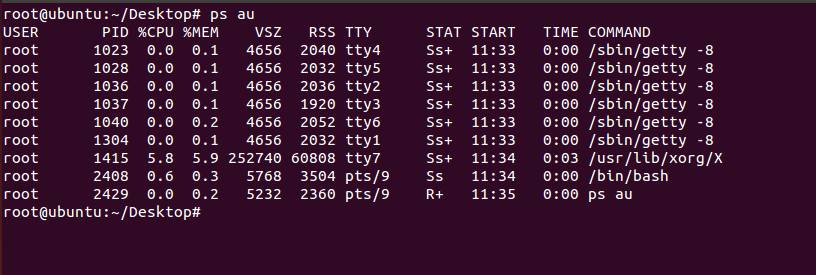 root@ubuntu:~/Desktop# ps au
USER       PID %CPU %MEM    VSZ   RSS TTY      STAT START   TIME COMMAND
root      1023  0.0  0.1   4656  2040 tty4     Ss+  11:33   0:00 /sbin/getty -8
root      1028  0.0  0.1   4656  2032 tty5     Ss+  11:33   0:00 /sbin/getty -8
root      1036  0.0  0.1   4656  2036 tty2     Ss+  11:33   0:00 /sbin/getty -8
root      1037  0.0  0.1   4656  1920 tty3     Ss+  11:33   0:00 /sbin/getty -8
root      1040  0.0  0.2   4656  2052 tty6     Ss+  11:33   0:00 /sbin/getty -8
root      1304  0.0  0.1   4656  2032 tty1     Ss+  11:33   0:00 /sbin/getty -8
root      1415  5.8  5.9 252740 60808 tty7     Ss+  11:34   0:03 /usr/lib/xorg/X
root      2408  0.6  0.3   5768  3504 pts/9    Ss   11:34   0:00 /bin/bash
root      2429  0.0  0.2   5232  2360 pts/9    R+   11:35   0:00 ps au
root@ubuntu:~/Desktop#